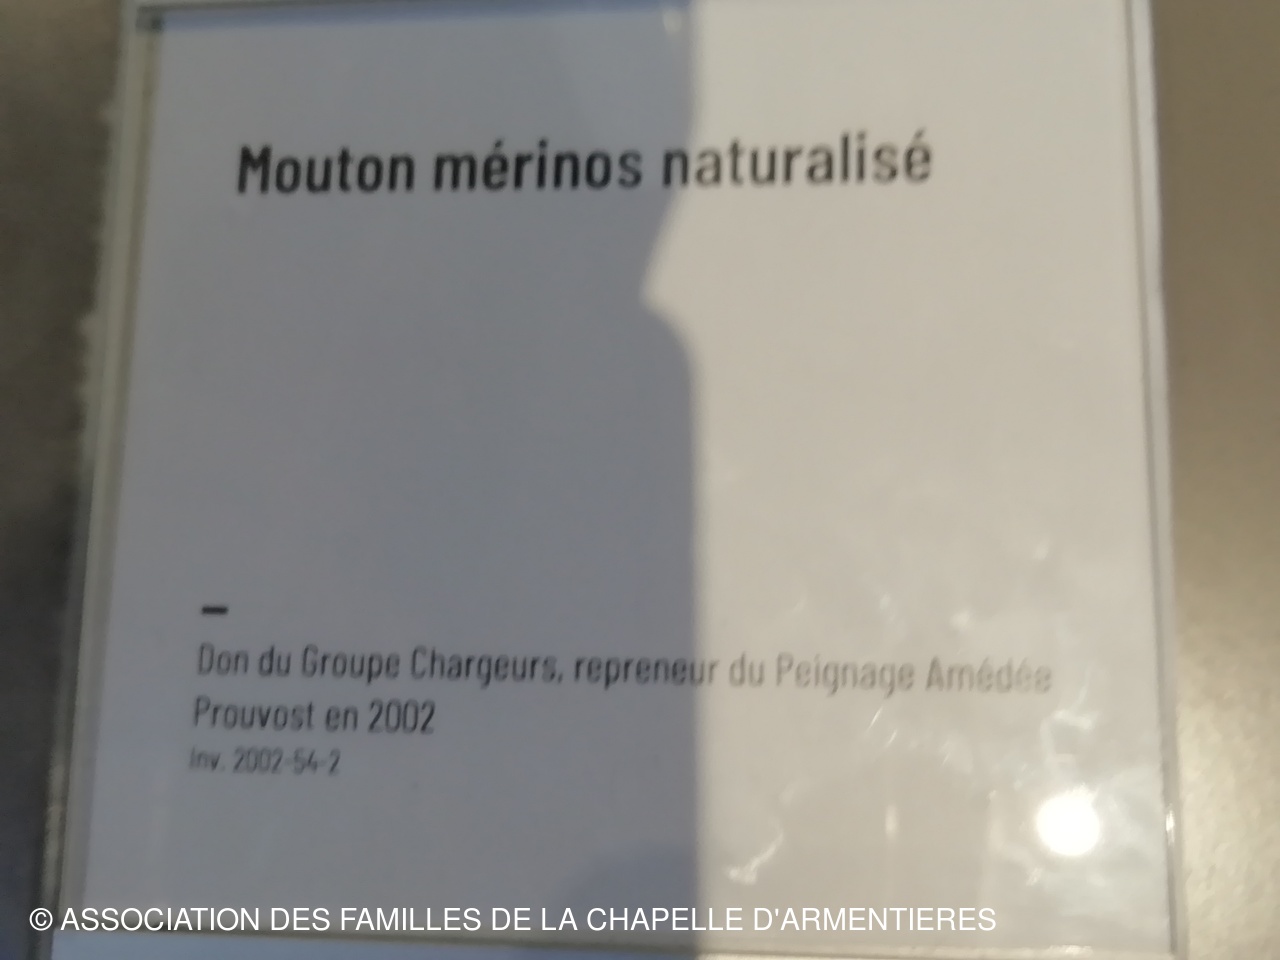 Mouton mérinos naturalisé
Don du Groupe Chargeurs, repreneur du Peignage Amédée
Prouvost en 2002
Inv. 2002-54-2
© ASSOCIATION DES FAMILLES DE LA CHAPELLE D'ARMENTIERES